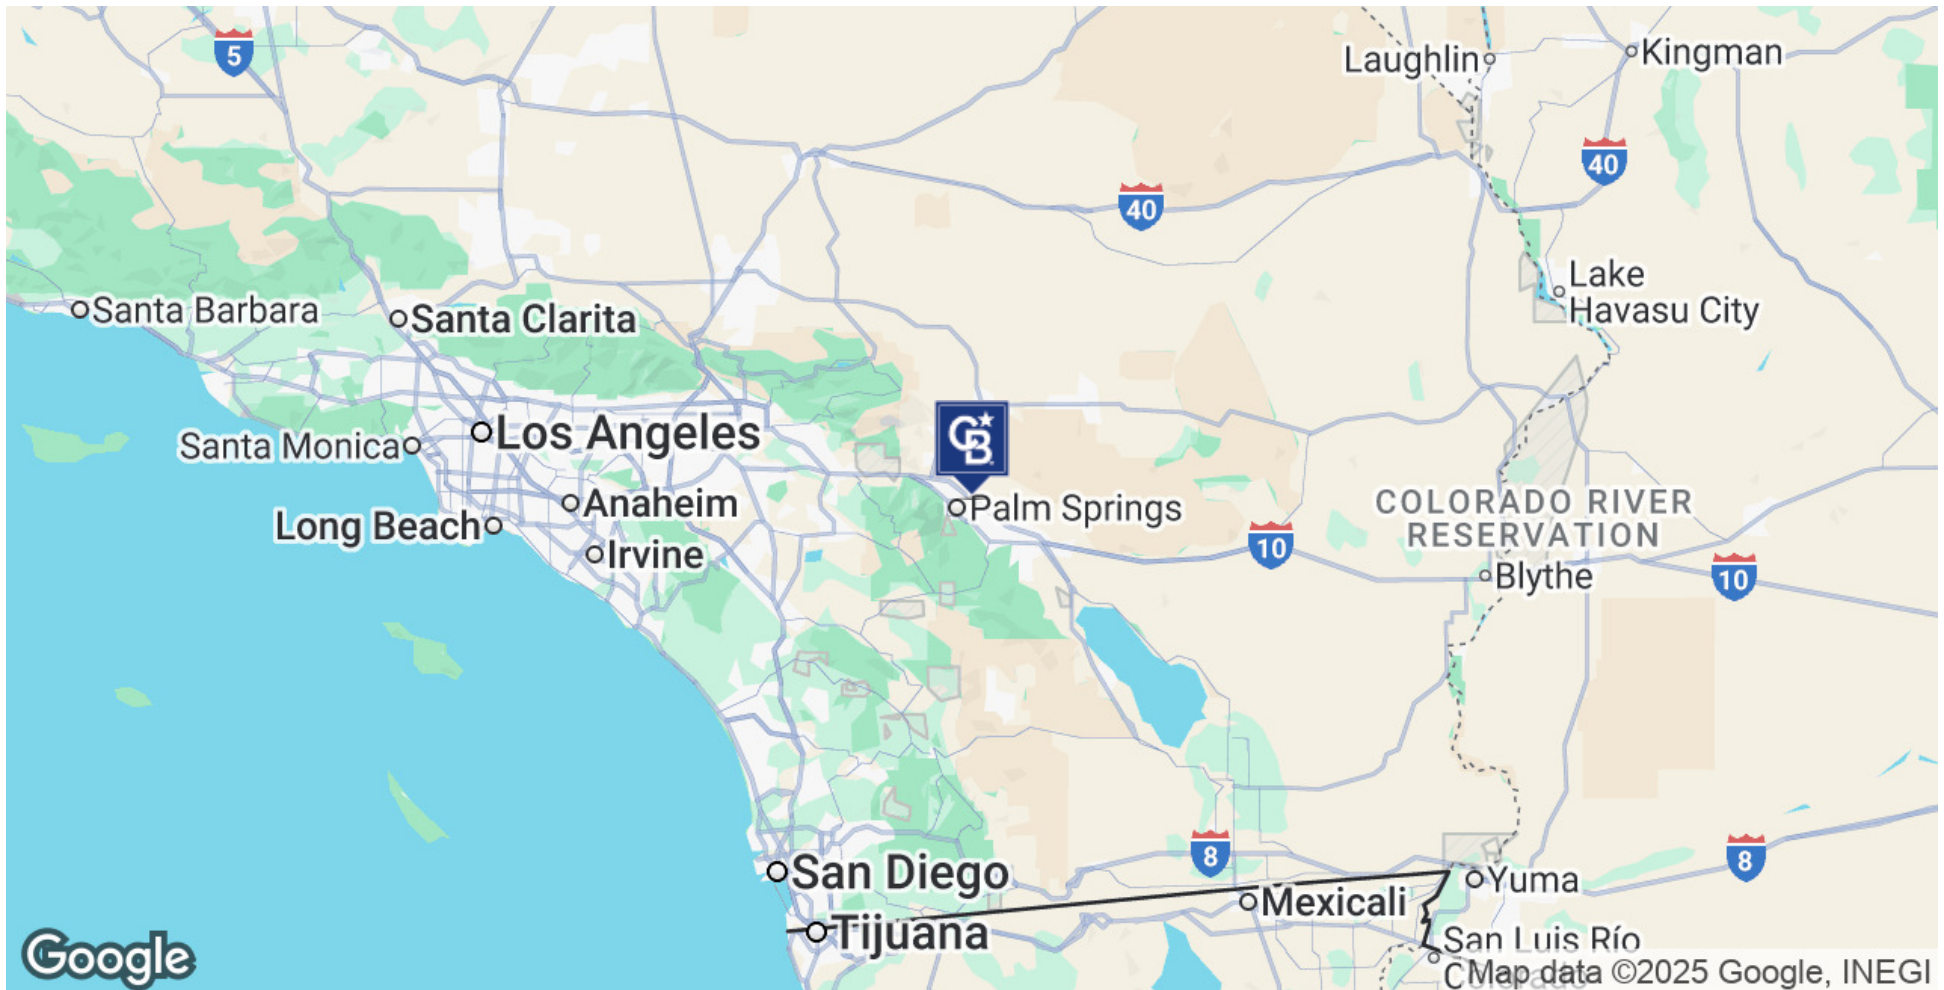 5
Laughlin
Kingman
40
40
Lake
Havasu City
Santa Barbara
Santa Clarita
CB
Los Angeles
Santa Monica
Anaheim
Palm Springs
COLORADO RIVER
RESERVATION
Long Beach
Irvine
10
Blythe
10
8
8
San Diego
Yuma
Mexicali
Tijuana
San Luis Río
Colorado
Google
Map data ©2025 Google, INEGI